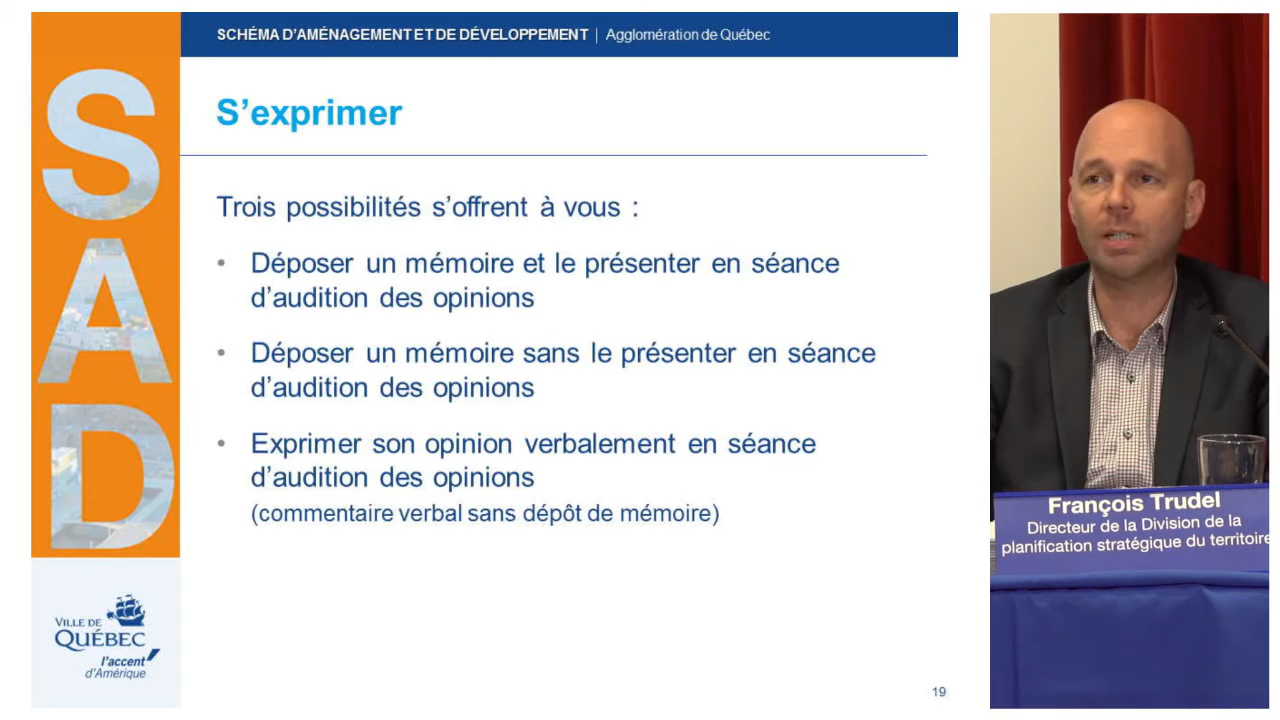 SCHÉMA D'AMÉNAGEMENT ET DE DÉVELOPPEMENT | Agglomération de Québec
SAD
S'exprimer
Trois possibilités s'offrent à vous :
• Déposer un mémoire et le présenter en séance
d'audition des opinions
• Déposer un mémoire sans le présenter en séance
d'audition des opinions
• Exprimer son opinion verbalement en séance
d'audition des opinions
(commentaire verbal sans dépôt de mémoire)
VILLE DE
QUÉBEC
l'accent
d'Amérique
19
François Trudel
Directeur de la Division de la
planification stratégique du territoire